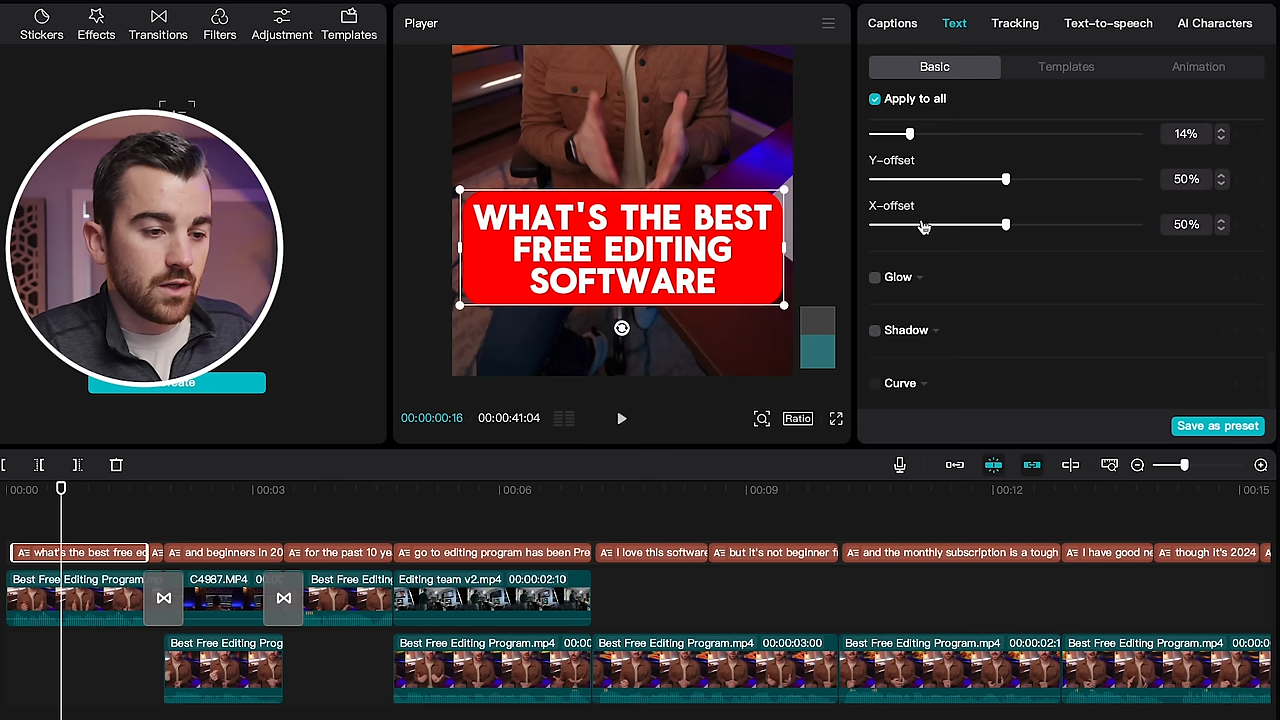 Stickers
Effects
Transitions
Filters
Adjustment
Templates
Player
Captions
Text
Tracking
Text-to-speech
AI Characters
Basic
Templates
Animation
Apply to all
14%
Y-offset
50%
X-offset
50%
Glow
Shadow
Curve
Save as preset
WHAT'S THE BEST
FREE EDITING
SOFTWARE
00:00:00:16
00:00:41:04
Ratio
00:00
00:03
00:06
00:09
00:12
00:15
what's the best free ed
and beginners in 20
for the past 10 ye
go to editing program has been Pre
I love this software
but it's not beginner f
and the monthly subscription is a tough
I have good ne
though it's 2024
Best Free Editing Program.mp
C4987.MP4
Best Free Editing
Editing team v2.mp4 00:00:02:10
Best Free Editing Prog
Best Free Editing Program.mp4 00:00
Best Free Editing Program.mp4 00:00:03:00
Best Free Editing Program.mp4 00:00:02:1
Best Free Editing Program.mp4 00:00:0